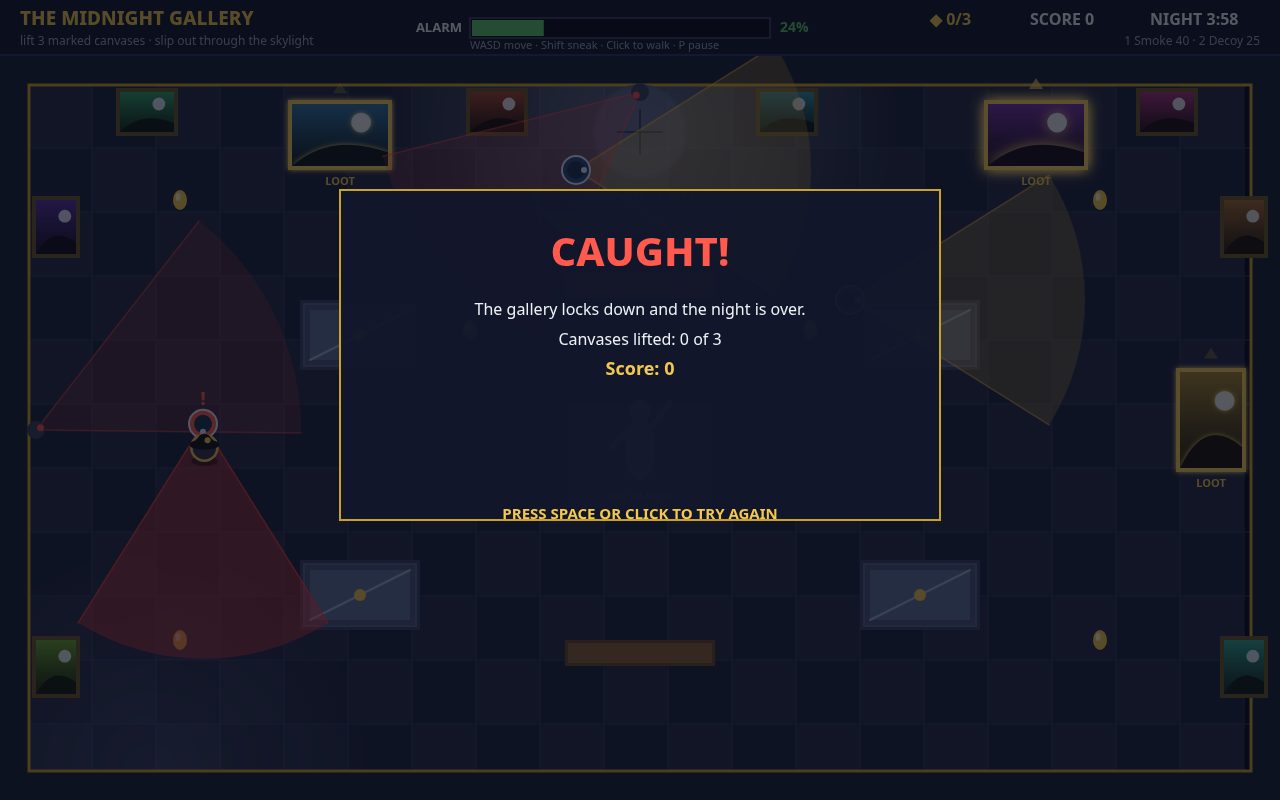 THE MIDNIGHT GALLERY
lift 3 marked canvases · slip out through the skylight
ALARM
24%
WASD move · Shift sneak · Click to walk · P pause
◆ 0/3
SCORE 0
NIGHT 3:58
1 Smoke 40 · 2 Decoy 25
LOOT
LOOT
!
CAUGHT!
The gallery locks down and the night is over.
Canvases lifted: 0 of 3
Score: 0
LOOT
PRESS SPACE OR CLICK TO TRY AGAIN